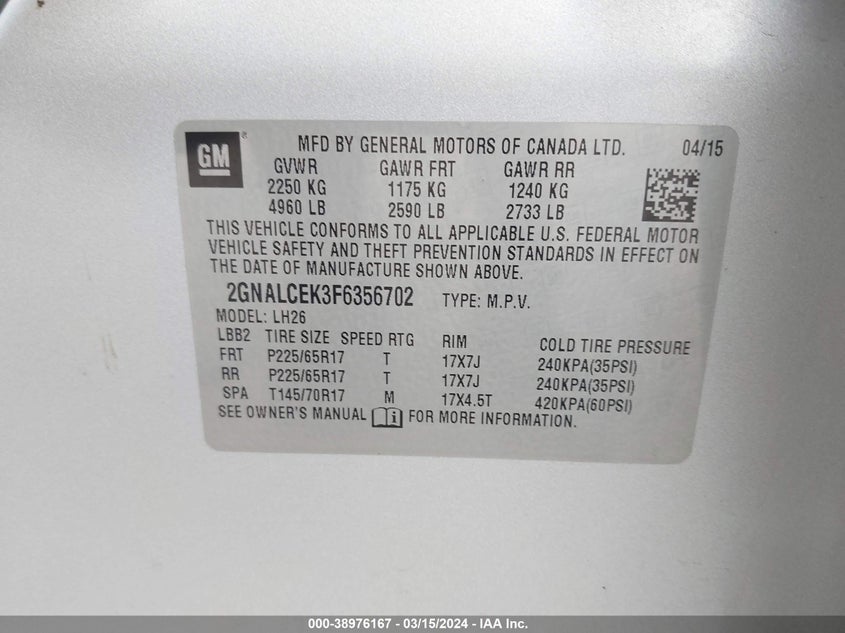 GM ® MFD BY GENERAL MOTORS OF CANADA LTD. 04/15
GVWR GAWR FRT GAWR RR
2250 KG 1175 KG 1240 KG
4960 LB 2590 LB 2733 LB
THIS VEHICLE CONFORMS TO ALL APPLICABLE U.S. FEDERAL MOTOR
VEHICLE SAFETY AND THEFT PREVENTION STANDARDS IN EFFECT ON
THE DATE OF MANUFACTURE SHOWN ABOVE.
2GNALCEK3F6356702 TYPE: M.P.V.
MODEL: LH26
LBB2 TIRE SIZE SPEED RTG RIM COLD TIRE PRESSURE
FRT P225/65R17 T 17X7J 240KPA(35PSI)
RR P225/65R17 T 17X7J 240KPA(35PSI)
SPA T145/70R17 M 17X4.5T 420KPA(60PSI)
SEE OWNER'S MANUAL i FOR MORE INFORMATION.
000-38976167 - 03/15/2024 - IAA Inc.